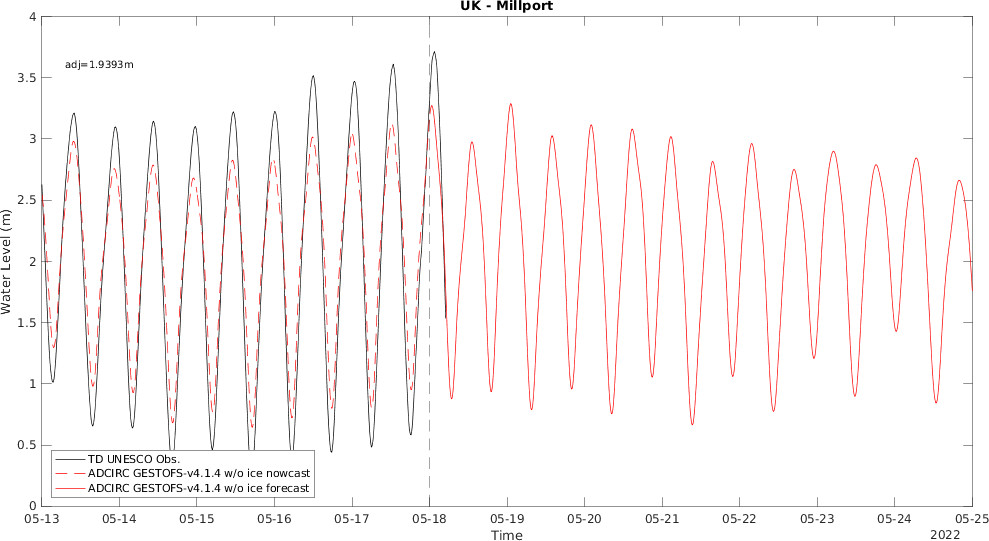 UK - Millport
adj=1.9393m
Water Level (m)
4
3.5
3
2.5
2
1.5
1
0.5
0
TD UNESCO Obs.
ADCIRC GESTOFS-v4.1.4 w/o ice nowcast
ADCIRC GESTOFS-v4.1.4 w/o ice forecast
05-13 05-14 05-15 05-16 05-17 05-18 05-19 05-20 05-21 05-22 05-23 05-24 05-25
Time
2022